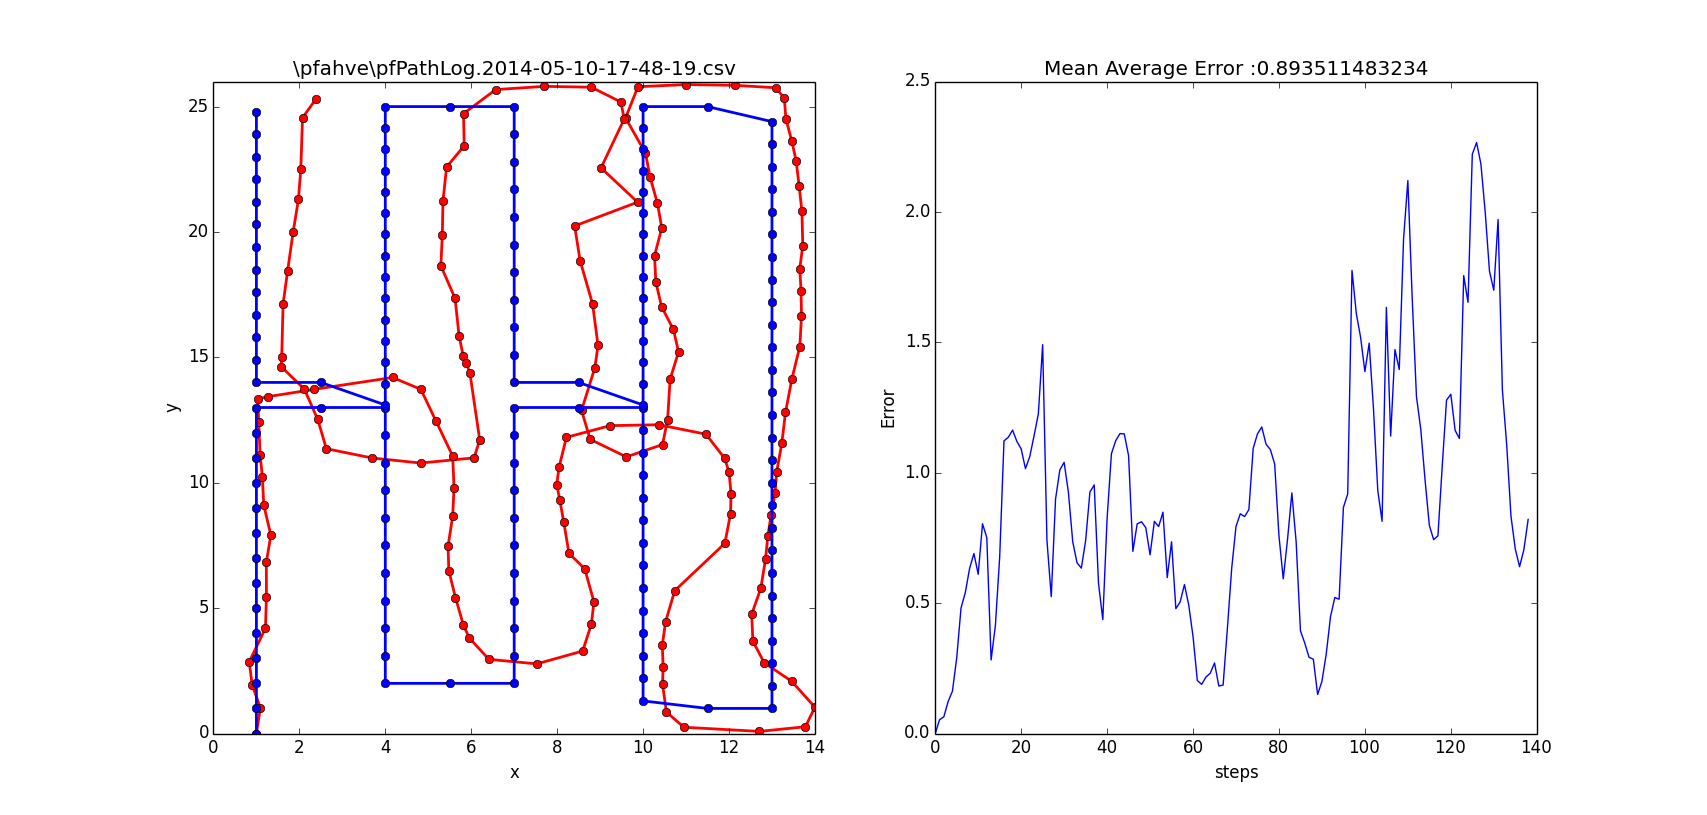 \pfahve\pfPathLog.2014-05-10-17-48-19.csv
25
20
15
10
5
0
y
0 2 4 6 8 10 12 14
x
Mean Average Error :0.893511483234
2.5
2.0
1.5
1.0
0.5
0.0
Error
0 20 40 60 80 100 120 140
steps